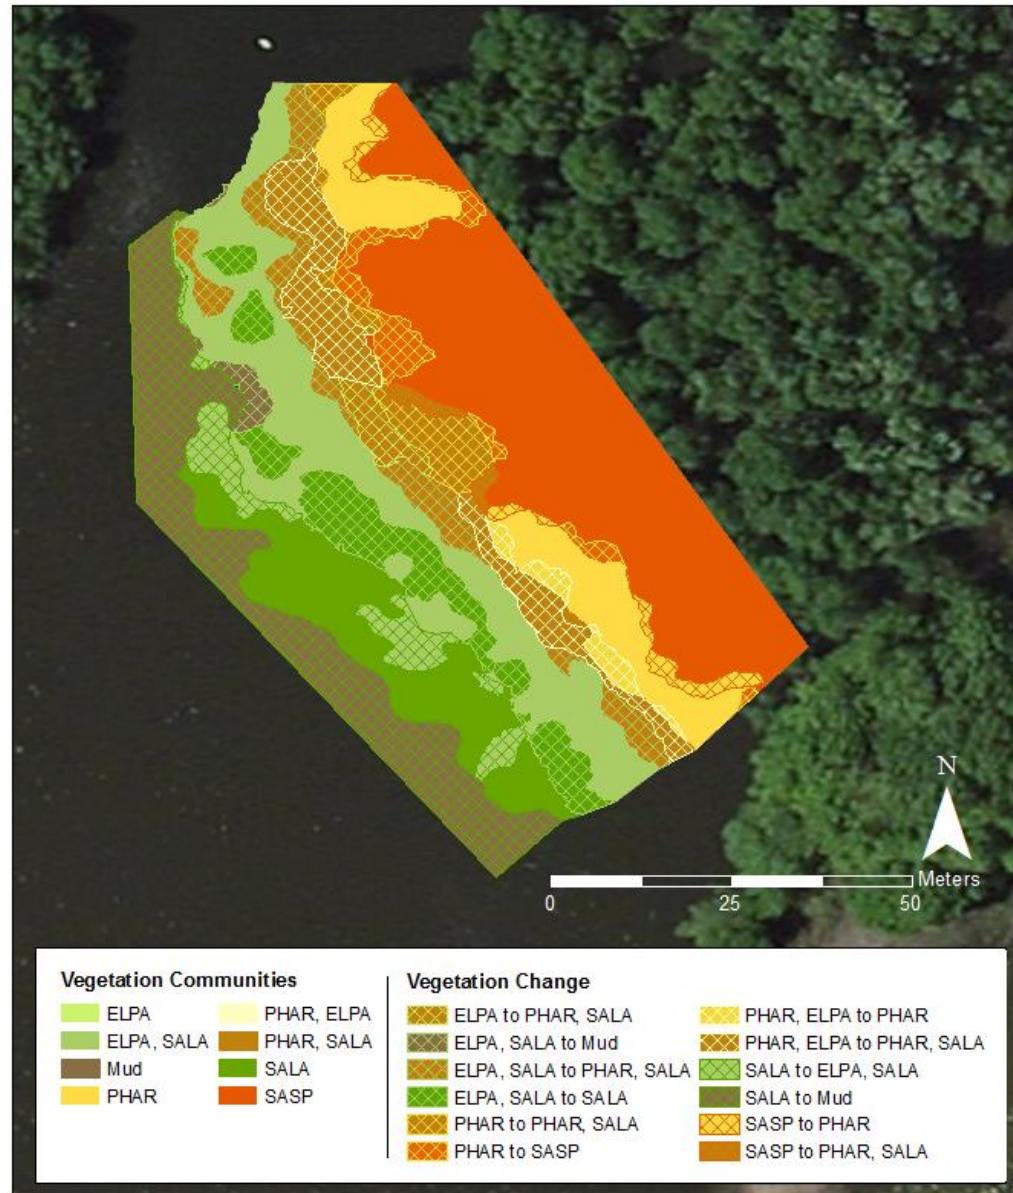 N
Meters
0 25 50
Vegetation Communities
ELPA
ELPA, SALA
Mud
PHAR
PHAR, ELPA
PHAR, SALA
SALA
SASP
Vegetation Change
ELPA to PHAR, SALA
ELPA, SALA to Mud
ELPA, SALA to PHAR, SALA
ELPA, SALA to SALA
PHAR to PHAR, SALA
PHAR to SASP
PHAR, ELPA to PHAR
PHAR, ELPA to PHAR, SALA
SALA to ELPA, SALA
SALA to Mud
SASP to PHAR
SASP to PHAR, SALA